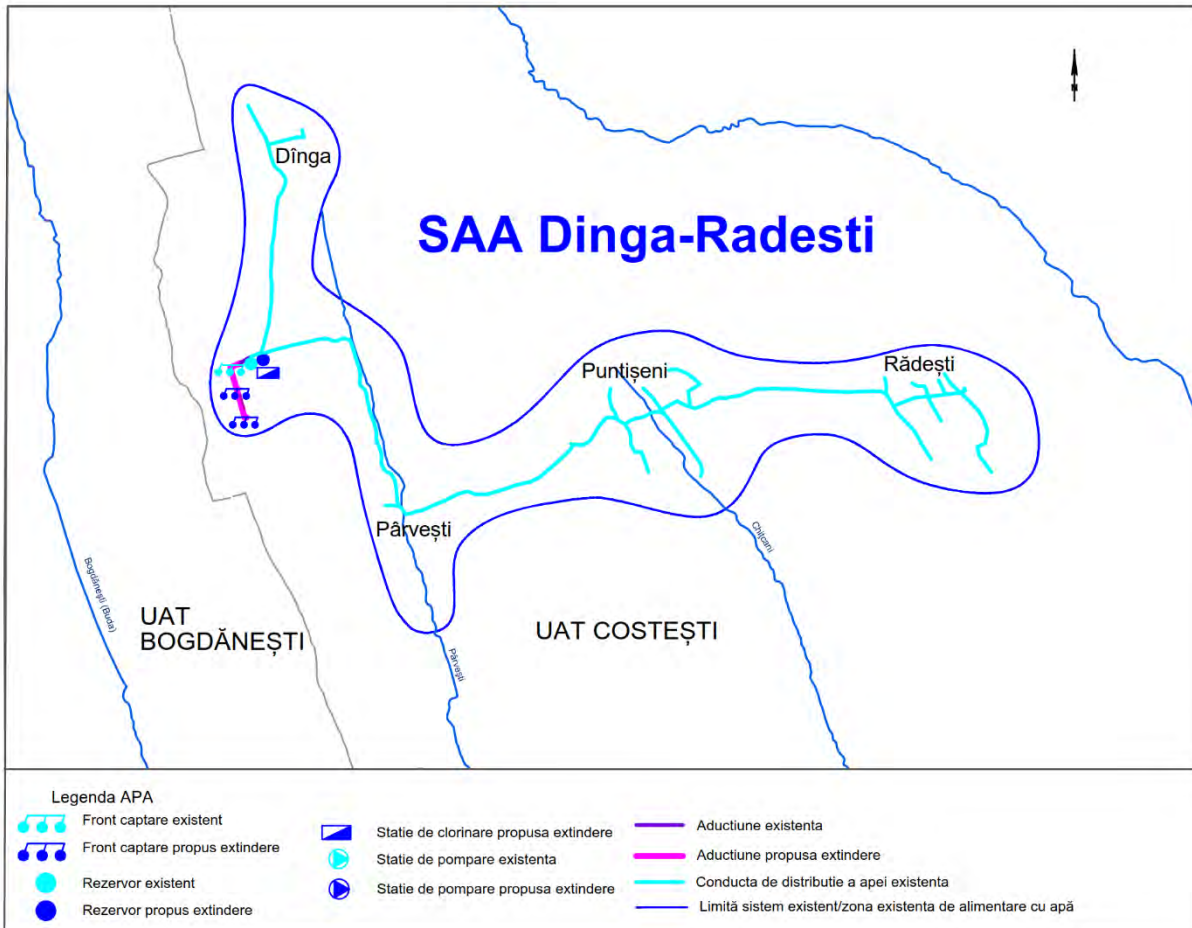 Dînga
SAA Dinga-Radesti
Puntișeni
Rădești
Pârvești
Chițcani
Bogdănești (Buda)
UAT
BOGDĂNEȘTI
UAT COSTEȘTI
Pârvești
Legenda APA
Front captare existent
Front captare propus extindere
Rezervor existent
Rezervor propus extindere
Statie de clorinare propusa extindere
Statie de pompare existenta
Statie de pompare propusa extindere
Aductiune existenta
Aductiune propusa extindere
Conducta de distributie a apei existenta
Limită sistem existent/zona existenta de alimentare cu apă